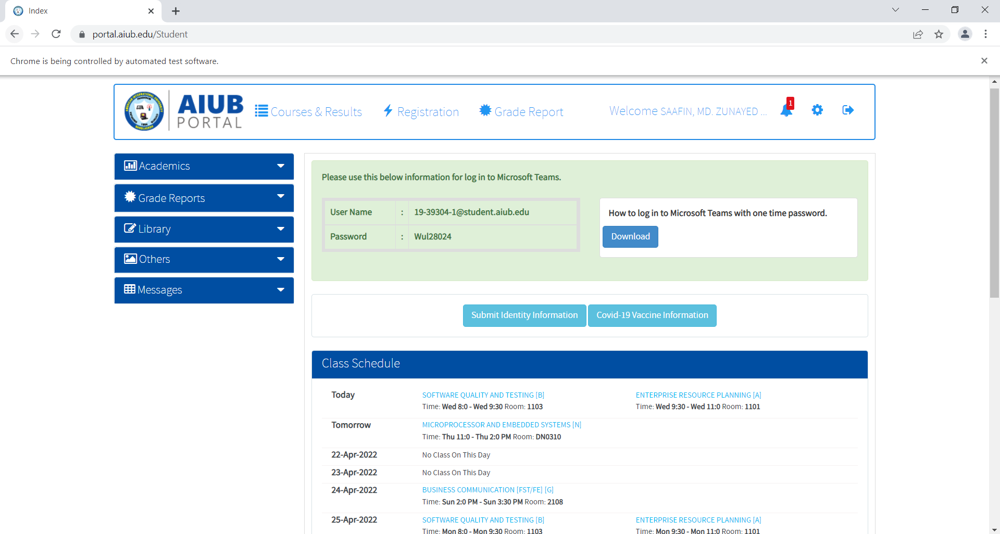 Index
portal.aiub.edu/Student
Chrome is being controlled by automated test software.
AIUB
PORTAL
Courses & Results
Registration
Grade Report
Welcome SAAFIN, MD. ZUNAYED ...
1
Academics
Grade Reports
Library
Others
Messages
Please use this below information for log in to Microsoft Teams.
User Name : 19-39304-1@student.aiub.edu
Password : Wul28024
How to log in to Microsoft Teams with one time password.
Download
Submit Identity Information
Covid-19 Vaccine Information
Class Schedule
Today
SOFTWARE QUALITY AND TESTING [B]
Time: Wed 8:0 - Wed 9:30 Room: 1103
ENTERPRISE RESOURCE PLANNING [A]
Time: Wed 9:30 - Wed 11:0 Room: 1101
Tomorrow
MICROPROCESSOR AND EMBEDDED SYSTEMS [N]
Time: Thu 11:0 - Thu 2:0 PM Room: DN0310
22-Apr-2022
No Class On This Day
23-Apr-2022
No Class On This Day
24-Apr-2022
BUSINESS COMMUNICATION [FST/FE] [G]
Time: Sun 2:0 PM - Sun 3:30 PM Room: 2108
25-Apr-2022
SOFTWARE QUALITY AND TESTING [B]
Time: Mon 8:0 - Mon 9:30 Room: 1103
ENTERPRISE RESOURCE PLANNING [A]
Time: Mon 9:30 - Mon 11:0 Room: 1101